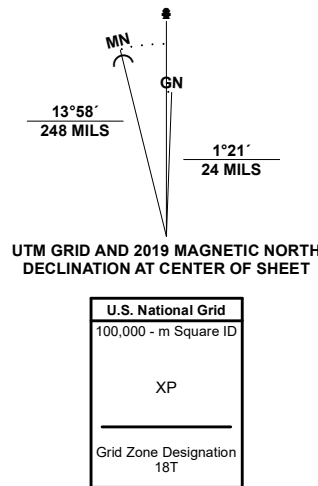 MN
GN
13°58´
248 MILS
1°21´
24 MILS
UTM GRID AND 2019 MAGNETIC NORTH
DECLINATION AT CENTER OF SHEET
U.S. National Grid
100,000 - m Square ID
XP
Grid Zone Designation
18T